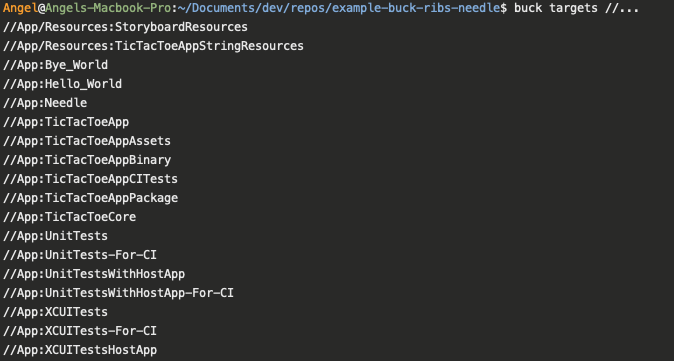 Angel@Angels-Macbook-Pro:~/Documents/dev/repos/example-buck-ribs-needle$ buck targets //...
//App/Resources:StoryboardResources
//App/Resources:TicTacToeAppStringResources
//App:Bye_World
//App:Hello_World
//App:Needle
//App:TicTacToeApp
//App:TicTacToeAppAssets
//App:TicTacToeAppBinary
//App:TicTacToeAppCITests
//App:TicTacToeAppPackage
//App:TicTacToeCore
//App:UnitTests
//App:UnitTests-For-CI
//App:UnitTestsWithHostApp
//App:UnitTestsWithHostApp-For-CI
//App:XCUITests
//App:XCUITests-For-CI
//App:XCUITestsHostApp